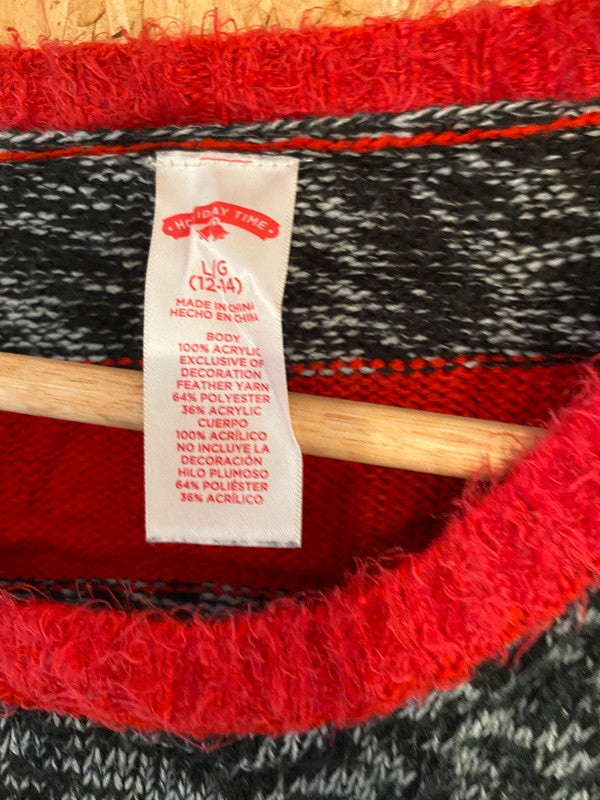 • HOLIDAY TIME •
L/G
(12-14)
MADE IN CHINA
HECHO EN CHINA
BODY
100% ACRYLIC
EXCLUSIVE OF
DECORATION
FEATHER YARN
64% POLYESTER
36% ACRYLIC
CUERPO
100% ACRÍLICO
NO INCLUYE LA
DECORACIÓN
HILO PLUMOSO
64% POLIÉSTER
36% ACRÍLICO